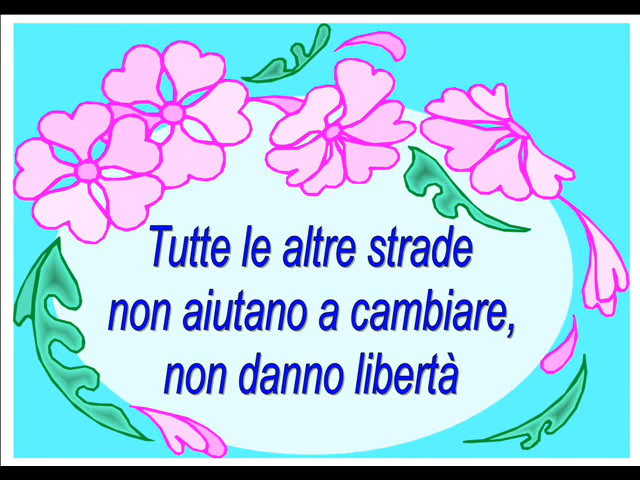 Tutte le altre strade
non aiutano a cambiare,
non danno libertà